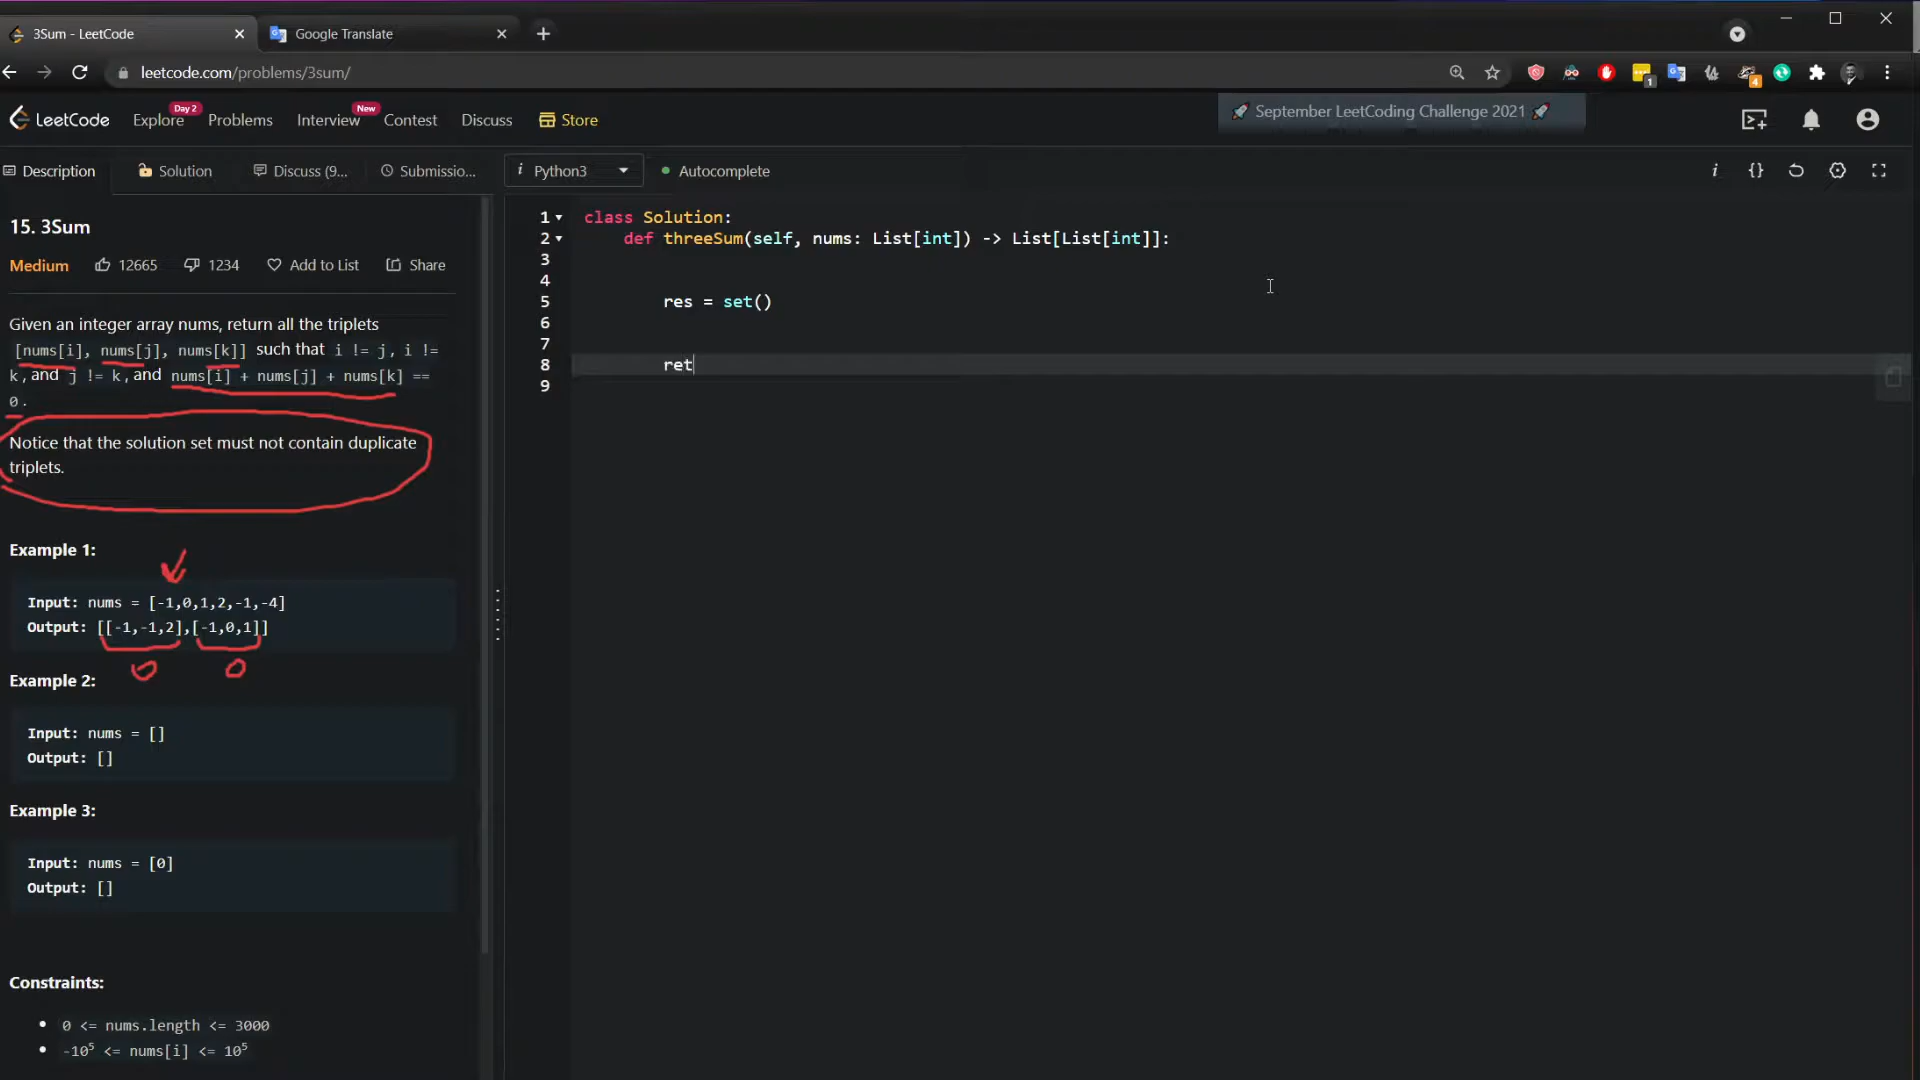 3Sum - LeetCode
Google Translate
leetcode.com/problems/3sum/
1
4
LeetCode
Explore
Day 2
Problems
Interview
New
Contest
Discuss
Store
🚀 September LeetCoding Challenge 2021 🚀
Description
Solution
Discuss (9...
Submissio...
i Python3
Autocomplete
i
{}
15. 3Sum
Medium
12665
1234
Add to List
Share
Given an integer array nums, return all the triplets
[nums[i], nums[j], nums[k]] such that i != j, i !=
k, and j != k, and nums[i] + nums[j] + nums[k] ==
0.
Notice that the solution set must not contain duplicate
triplets.
Example 1:
Input: nums = [-1,0,1,2,-1,-4]
Output: [[-1,-1,2],[-1,0,1]]
0 0
Example 2:
Input: nums = []
Output: []
Example 3:
Input: nums = [0]
Output: []
Constraints:
• 0 <= nums.length <= 3000
• -10⁵ <= nums[i] <= 10⁵
1 class Solution:
2 def threeSum(self, nums: List[int]) -> List[List[int]]:
3
4
5 res = set()
6
7
8 ret
9